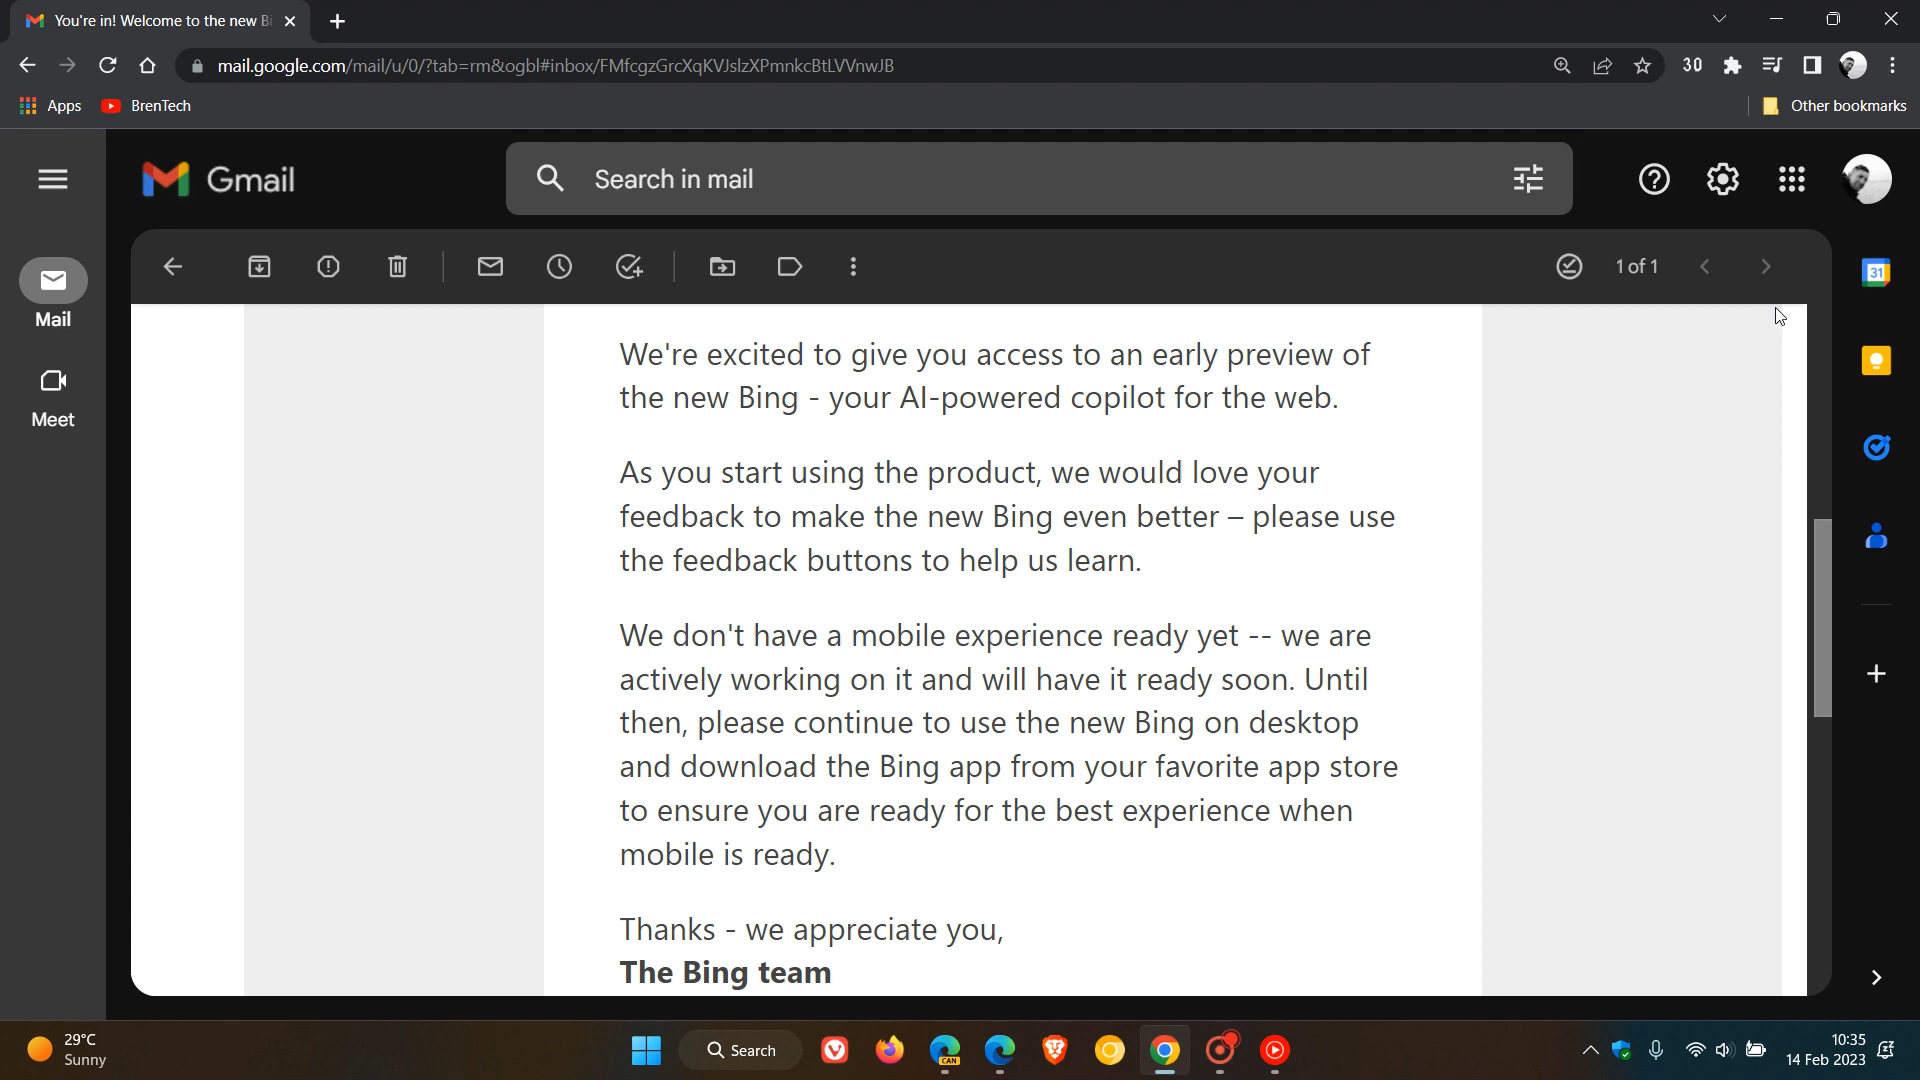 You're in! Welcome to the new Bi
mail.google.com/mail/u/0/?tab=rm&ogbl#inbox/FMfcgzGrcXqKVJslzXPmnkcBtLVVnwJB
30
Apps
BrenTech
Other bookmarks
Gmail
Search in mail
Mail
Meet
1 of 1
31
We're excited to give you access to an early preview of
the new Bing - your AI-powered copilot for the web.
As you start using the product, we would love your
feedback to make the new Bing even better – please use
the feedback buttons to help us learn.
We don't have a mobile experience ready yet -- we are
actively working on it and will have it ready soon. Until
then, please continue to use the new Bing on desktop
and download the Bing app from your favorite app store
to ensure you are ready for the best experience when
mobile is ready.
Thanks - we appreciate you,
The Bing team
29°C
Sunny
Search
CAN
10:35
14 Feb 2023